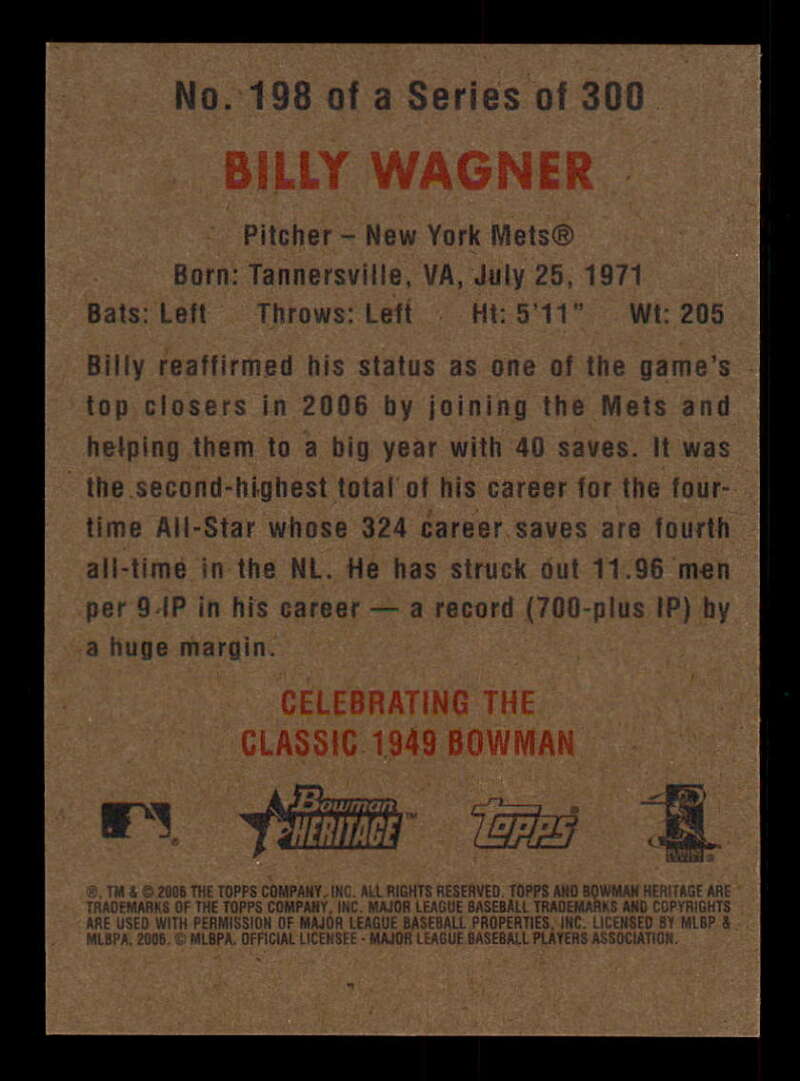 No. 198 of a Series of 300
BILLY WAGNER
Pitcher – New York Mets®
Born: Tannersville, VA, July 25, 1971
Bats: Left Throws: Left Ht: 5'11" Wt: 205
Billy reaffirmed his status as one of the game's
top closers in 2006 by joining the Mets and
helping them to a big year with 40 saves. It was
the second-highest total of his career for the four-
time All-Star whose 324 career saves are fourth
all-time in the NL. He has struck out 11.96 men
per 9 IP in his career — a record (700-plus IP) by
a huge margin.
CELEBRATING THE
CLASSIC 1949 BOWMAN
®
Bowman
HERITAGE™
Topps®
®, TM & © 2006 THE TOPPS COMPANY, INC. ALL RIGHTS RESERVED. TOPPS AND BOWMAN HERITAGE ARE
TRADEMARKS OF THE TOPPS COMPANY, INC. MAJOR LEAGUE BASEBALL TRADEMARKS AND COPYRIGHTS
ARE USED WITH PERMISSION OF MAJOR LEAGUE BASEBALL PROPERTIES, INC. LICENSED BY MLBP &
MLBPA. 2006. © MLBPA. OFFICIAL LICENSEE - MAJOR LEAGUE BASEBALL PLAYERS ASSOCIATION.